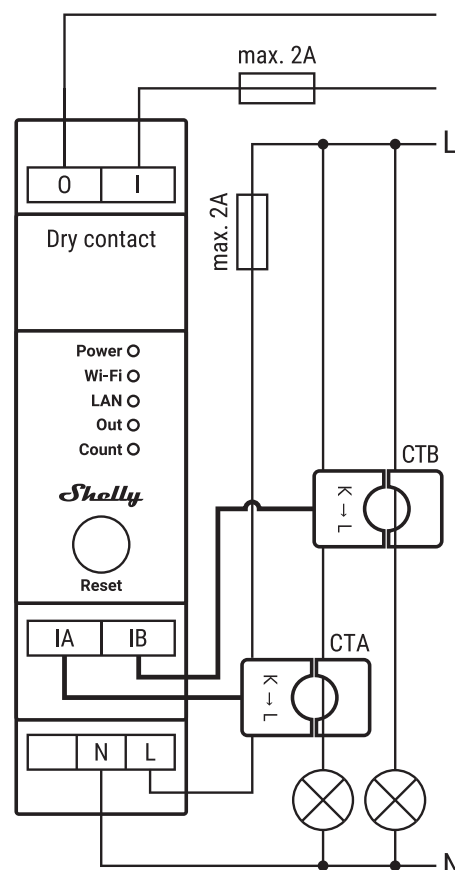 max. 2A
L
O I
max. 2A
Dry contact
Power
Wi-Fi
LAN
Out
Count
CTB
K → L
Shelly
Reset
IA IB
CTA
K → L
N L
N